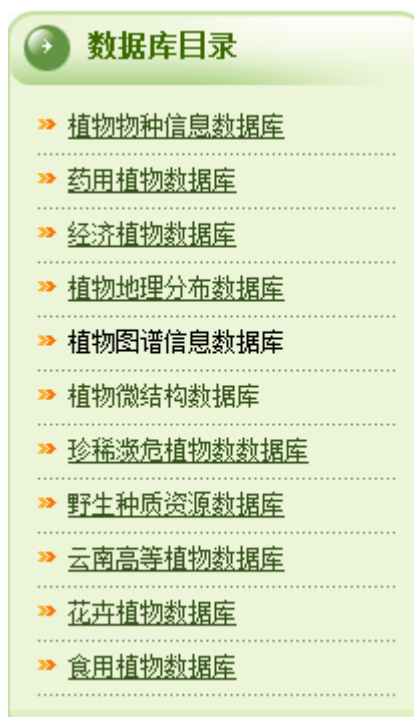 数据库目录
植物物种信息数据库
药用植物数据库
经济植物数据库
植物地理分布数据库
植物图谱信息数据库
植物微结构数据库
珍稀濒危植物数数据库
野生种质资源数据库
云南高等植物数据库
花卉植物数据库
食用植物数据库